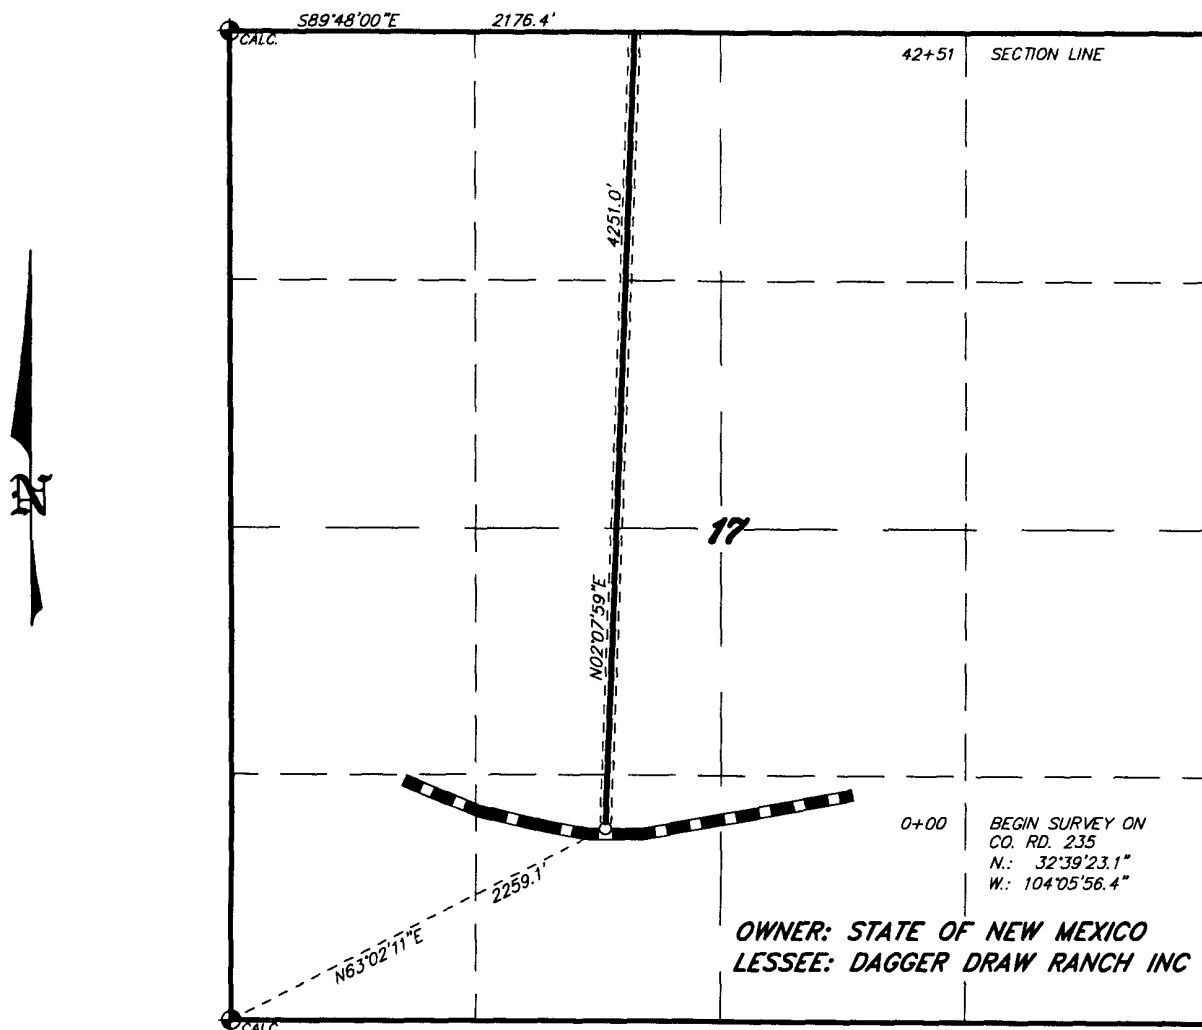 S89°48'00"E 2176.4'
CALC.
42+51 SECTION LINE
4251.0'
N
17
N02°07'59"E
0+00 BEGIN SURVEY ON
CO. RD. 235
N.: 32°39'23.1"
W.: 104°05'56.4"
2259.1'
N63°02'11"E
OWNER: STATE OF NEW MEXICO
LESSEE: DAGGER DRAW RANCH INC
CALC.